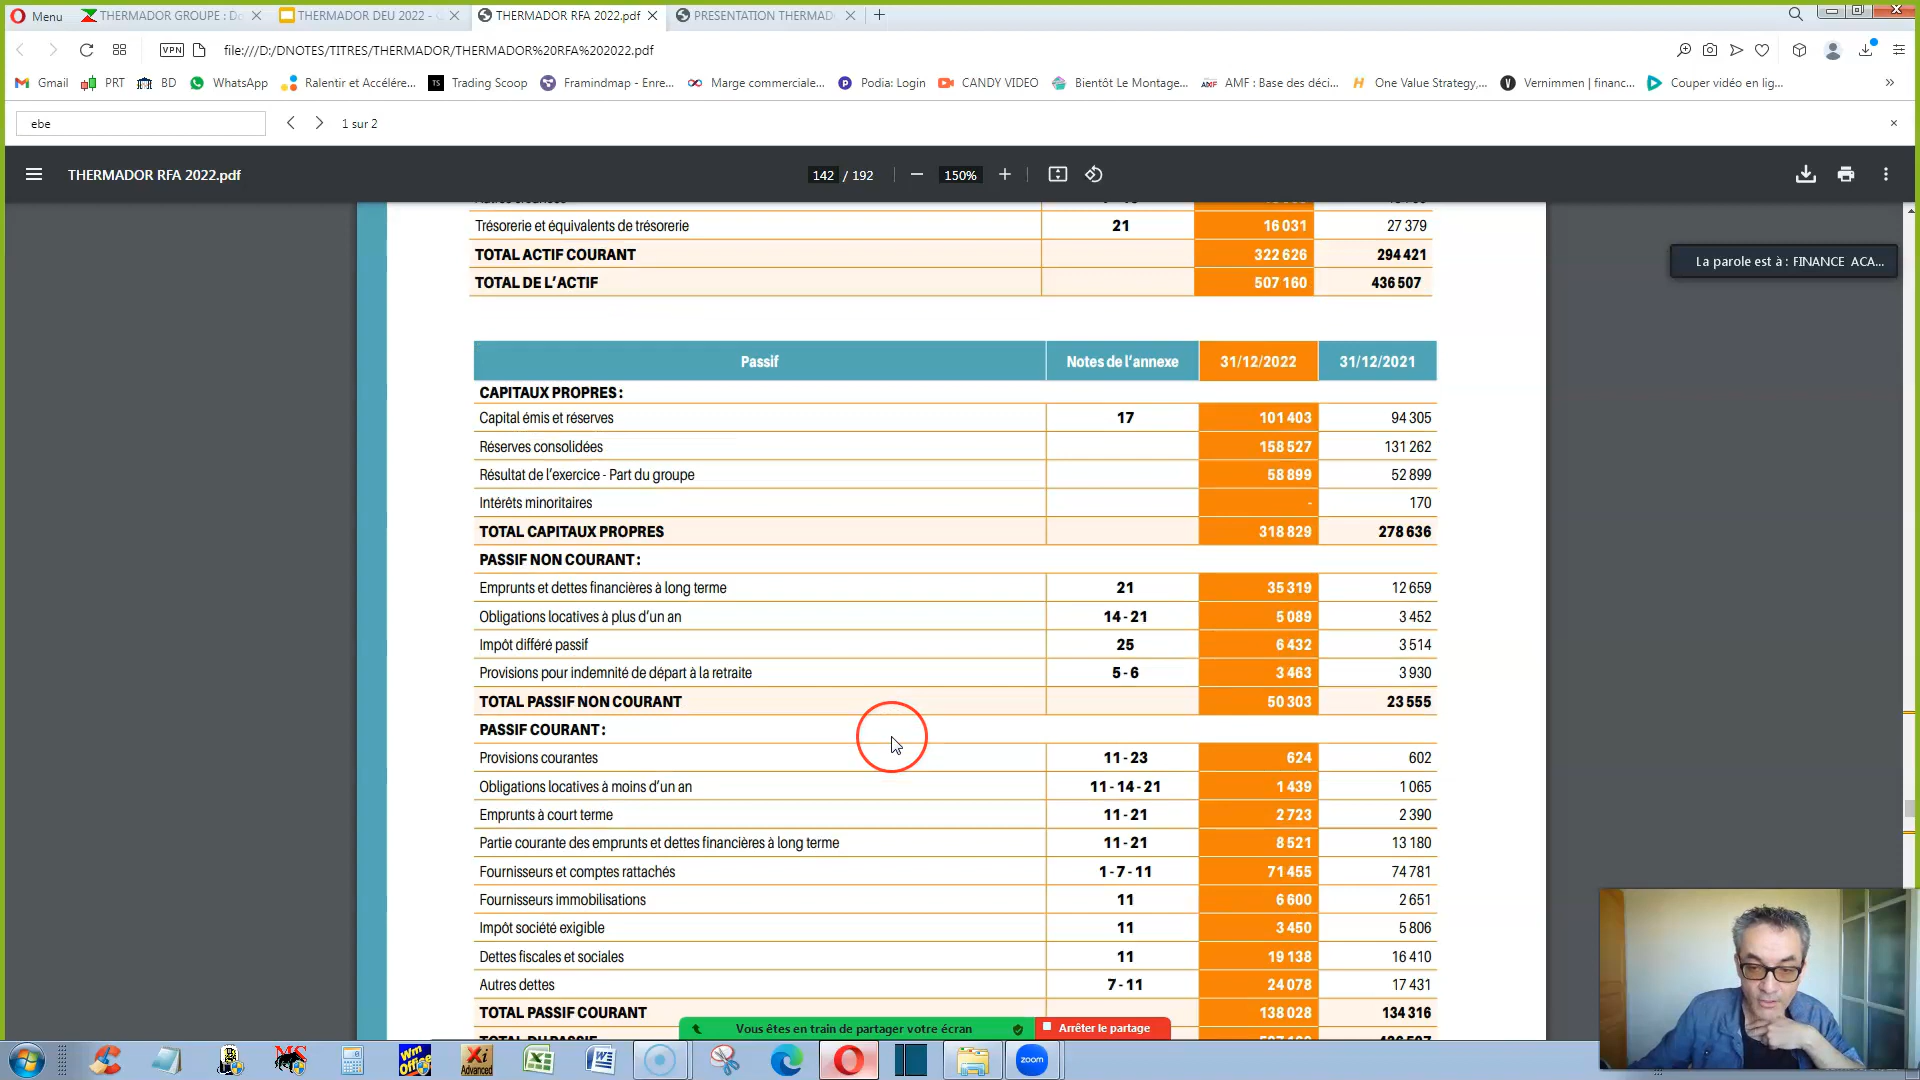 Menu
THERMADOR GROUPE : Do
THERMADOR DEU 2022 - C
THERMADOR RFA 2022.pdf
PRESENTATION THERMAD
VPN
file:///D:/DNOTES/TITRES/THERMADOR/THERMADOR%20RFA%202022.pdf
Gmail
PRT
BD
WhatsApp
Ralentir et Accélére...
TS
Trading Scoop
Framindmap - Enre...
Marge commerciale...
Podia: Login
CANDY VIDEO
Bientôt Le Montage...
AMF : Base des déci...
One Value Strategy,...
Vernimmen | financ...
Couper vidéo en lig...
ebe
1 sur 2
THERMADOR RFA 2022.pdf
142 / 192
150%
La parole est à : FINANCE ACA...
Trésorerie et équivalents de trésorerie 21 16 031 27 379
TOTAL ACTIF COURANT 322 626 294 421
TOTAL DE L'ACTIF 507 160 436 507
Passif Notes de l'annexe 31/12/2022 31/12/2021
CAPITAUX PROPRES :
Capital émis et réserves 17 101 403 94 305
Réserves consolidées 158 527 131 262
Résultat de l'exercice - Part du groupe 58 899 52 899
Intérêts minoritaires - 170
TOTAL CAPITAUX PROPRES 318 829 278 636
PASSIF NON COURANT :
Emprunts et dettes financières à long terme 21 35 319 12 659
Obligations locatives à plus d'un an 14 - 21 5 089 3 452
Impôt différé passif 25 6 432 3 514
Provisions pour indemnité de départ à la retraite 5 - 6 3 463 3 930
TOTAL PASSIF NON COURANT 50 303 23 555
PASSIF COURANT :
Provisions courantes 11 - 23 624 602
Obligations locatives à moins d'un an 11 - 14 - 21 1 439 1 065
Emprunts à court terme 11 - 21 2 723 2 390
Partie courante des emprunts et dettes financières à long terme 11 - 21 8 521 13 180
Fournisseurs et comptes rattachés 1 - 7 - 11 71 455 74 781
Fournisseurs immobilisations 11 6 600 2 651
Impôt société exigible 11 3 450 5 806
Dettes fiscales et sociales 11 19 138 16 410
Autres dettes 7 - 11 24 078 17 431
TOTAL PASSIF COURANT 138 028 134 316
Vous êtes en train de partager votre écran
Arrêter le partage
Wm
Office
Xi
Advanced
zoom